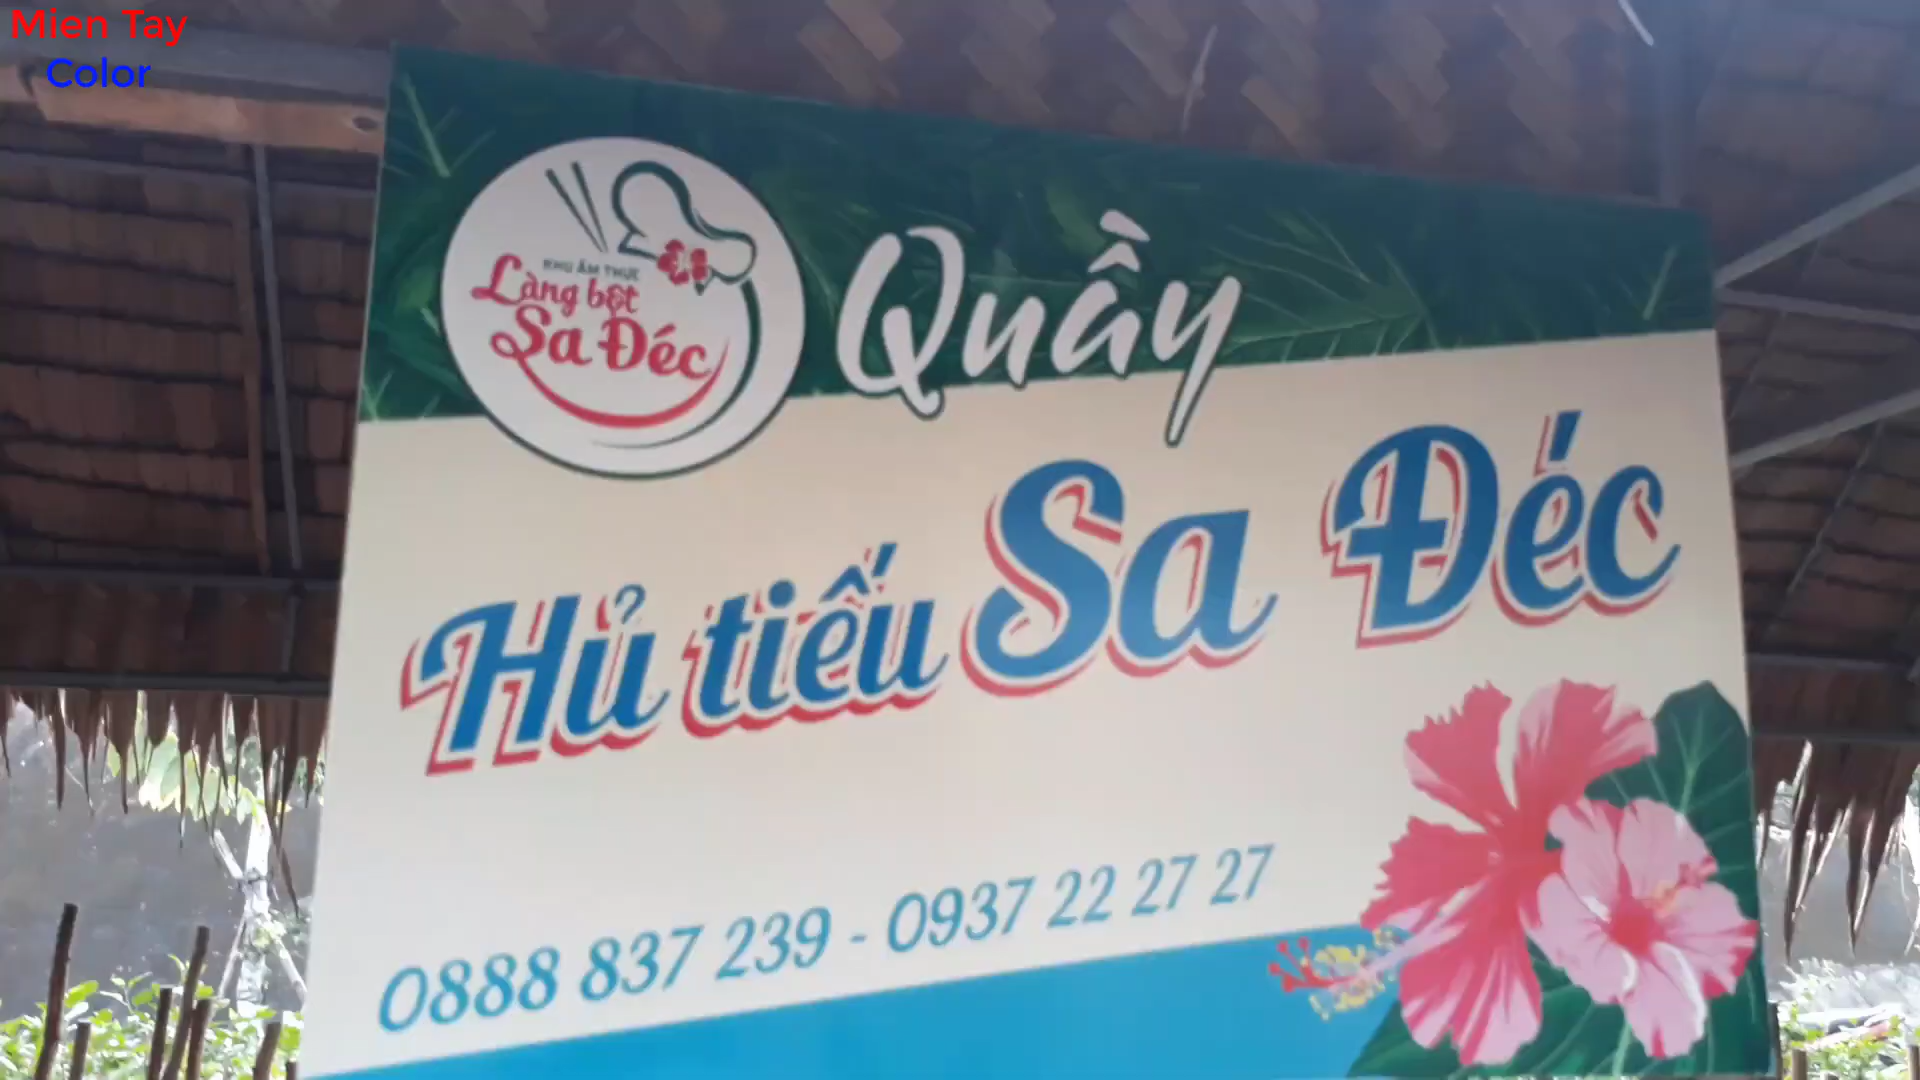 Mien Tay
Color
KHU ẨM THỰC
Làng bột
Sa Đéc
Quầy
Hủ tiếu Sa Đéc
0888 837 239 - 0937 22 27 27